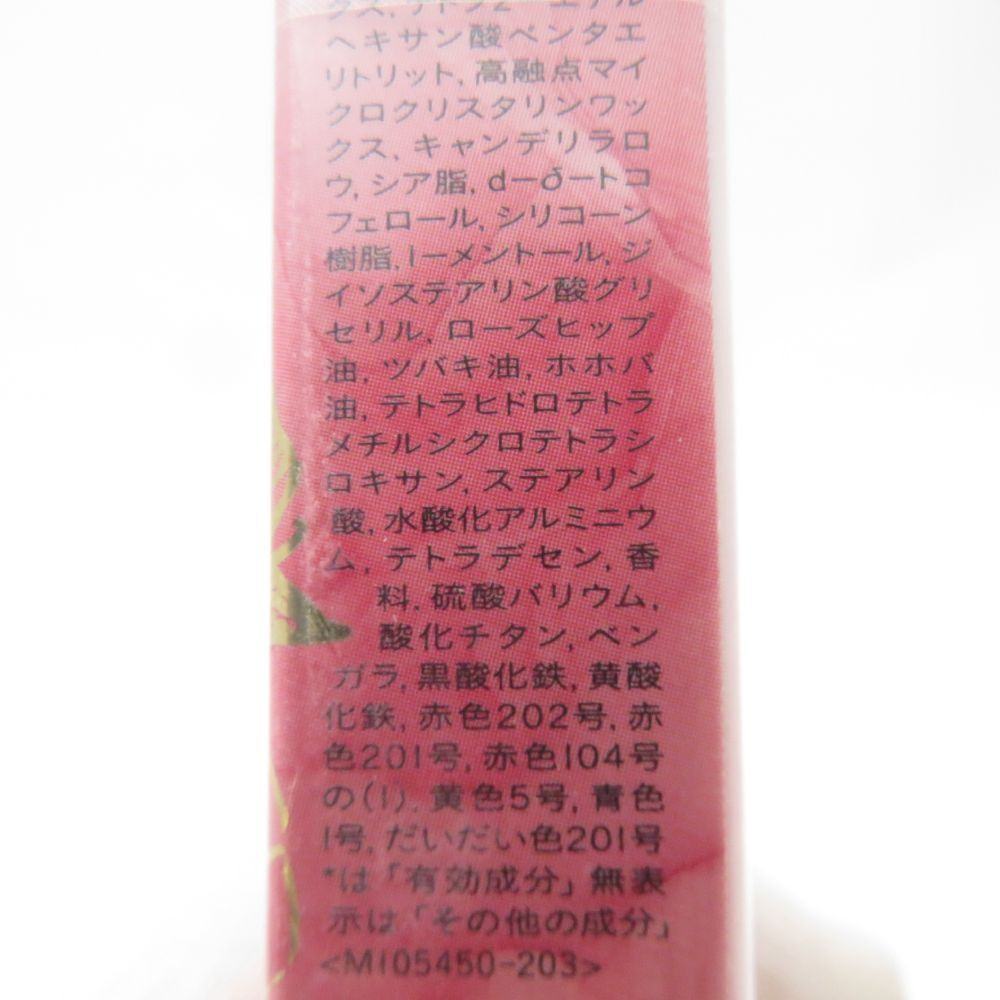 ヘキサン酸ペンタエ
リトリット, 高融点マイ
クロクリスタリンワッ
クス, キャンデリラロ
ウ, シア脂, d－δ－トコ
フェロール, シリコーン
樹脂, l－メントール, ジ
イソステアリン酸グリ
セリル, ローズヒップ
油, ツバキ油, ホホバ
油, テトラヒドロテトラ
メチルシクロテトラシ
ロキサン, ステアリン
酸, 水酸化アルミニウ
ム, テトラデセン, 香
料, 硫酸バリウム,
酸化チタン, ベン
ガラ, 黒酸化鉄, 黄酸
化鉄, 赤色202号, 赤
色201号, 赤色104号
の(1), 黄色5号, 青色
1号, だいだい色201号
*は「有効成分」無表
示は「その他の成分」
<MI05450-203>